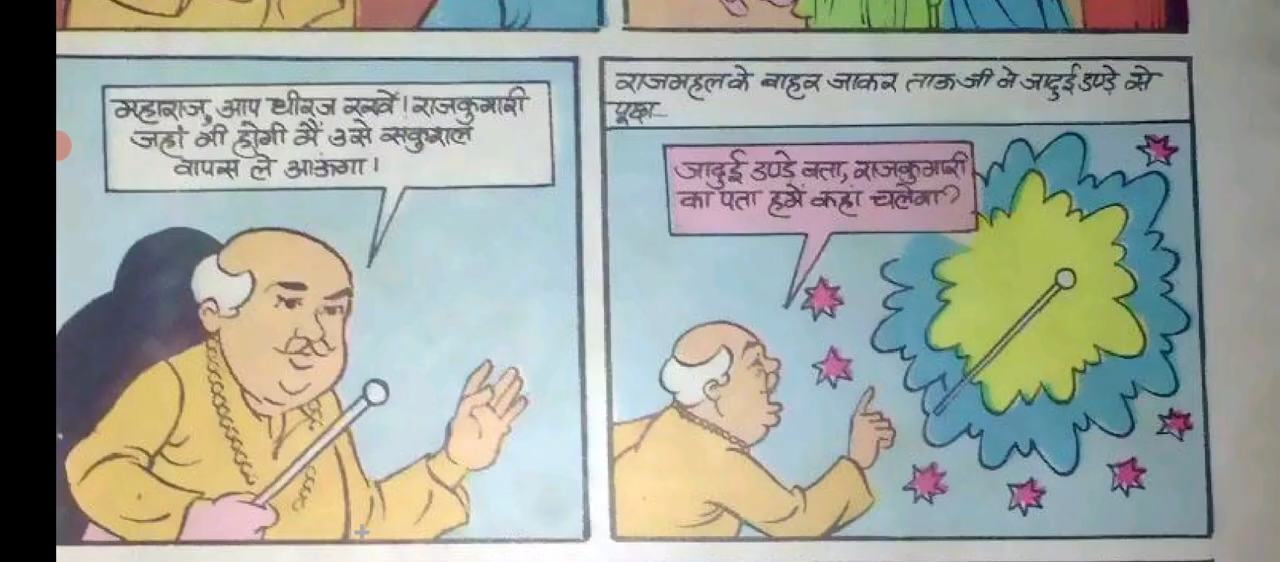 महाराज, आप धीरज रखें। राजकुमारी
जहां भी होगी मैं उसे सकुशल
वापस ले आऊंगा।
राजमहल के बाहर जाकर ताऊजी ने जादुई डण्डे से
पूछा—
जादुई डण्डे बता, राजकुमारी
का पता हमें कहां चलेगा?